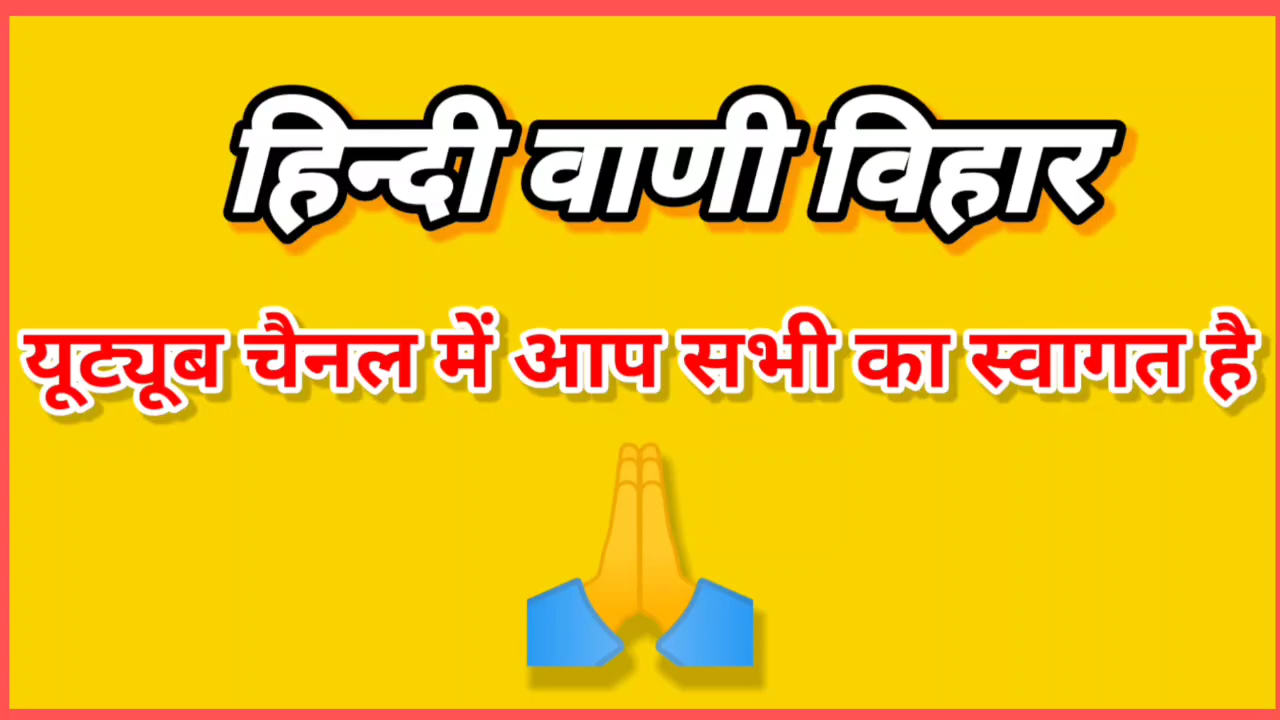 हिन्दी वाणी विहार
यूट्यूब चैनल में आप सभी का स्वागत है